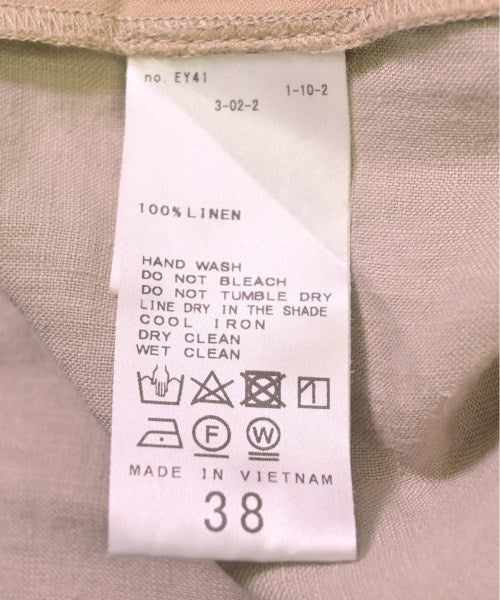 no. EY41
1-10-2
3-02-2
100% LINEN
HAND WASH
DO NOT BLEACH
DO NOT TUMBLE DRY
LINE DRY IN THE SHADE
COOL IRON
DRY CLEAN
WET CLEAN
F W
MADE IN VIETNAM
38